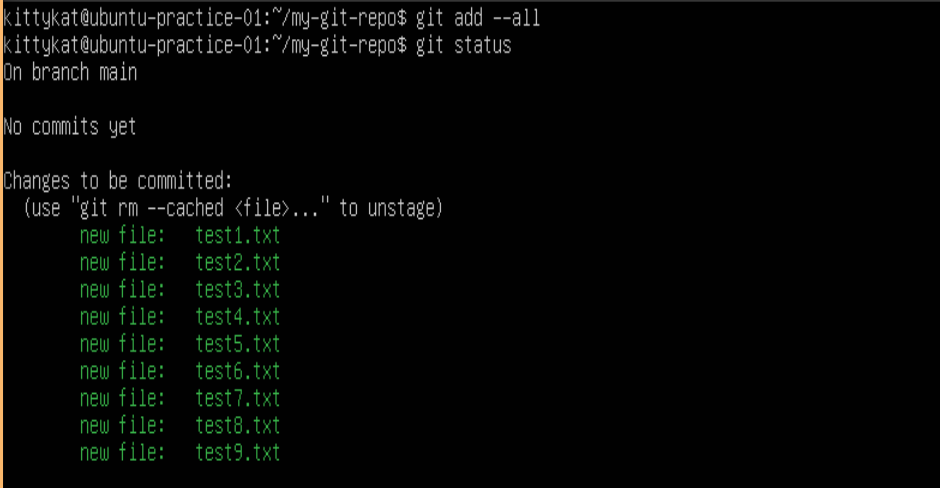 kittykat@ubuntu-practice-01:~/my-git-repo$ git add --all
kittykat@ubuntu-practice-01:~/my-git-repo$ git status
On branch main
No commits yet
Changes to be committed:
  (use "git rm --cached <file>..." to unstage)
        new file:   test1.txt
        new file:   test2.txt
        new file:   test3.txt
        new file:   test4.txt
        new file:   test5.txt
        new file:   test6.txt
        new file:   test7.txt
        new file:   test8.txt
        new file:   test9.txt